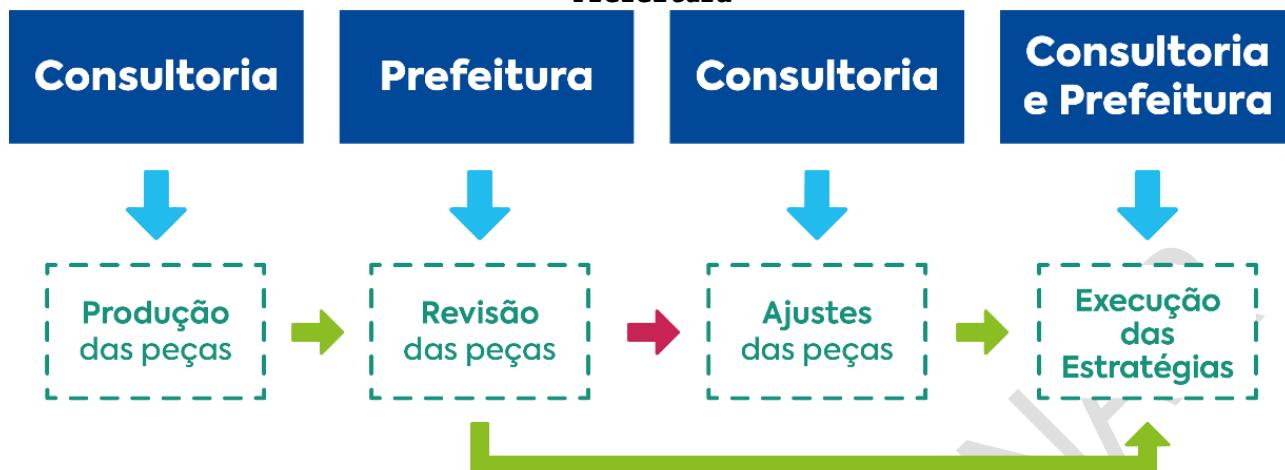 Consultoria
Prefeitura
Consultoria
Consultoria
e Prefeitura
Produção
das peças
Revisão
das peças
Ajustes
das peças
Execução
das
Estratégias